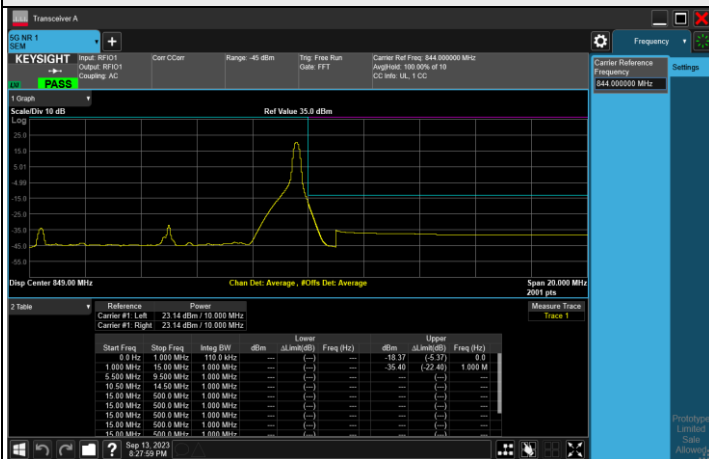 Transceiver A
5G NR 1
SEM
Frequency
KEYSIGHT
Input: RFIO1
Output: RFIO1
Coupling: AC
Corr CCorr
Range: -45 dBm
Trig: Free Run
Gate: FFT
Carrier Ref Freq: 844.000000 MHz
Avg|Hold: 100.00% of 10
CC Info: UL, 1 CC
PASS
Carrier Reference
Frequency
844.000000 MHz
Settings
1 Graph
Scale/Div 10 dB
Ref Value 35.0 dBm
Log
25.0
15.0
5.01
-4.99
-15.0
-25.0
-35.0
-45.0
-55.0
Disp Center 849.00 MHz
Chan Det: Average , #Offs Det: Average
Span 20.000 MHz
2001 pts
2 Table
Reference Power
Carrier #1: Left 23.14 dBm / 10.000 MHz
Carrier #1: Right 23.14 dBm / 10.000 MHz
Measure Trace
Trace 1
Lower Upper
Start Freq Stop Freq Integ BW dBm ΔLimit(dB) Freq (Hz) dBm ΔLimit(dB) Freq (Hz)
0.0 Hz 1.000 MHz 110.0 kHz --- (---) --- -18.37 (-5.37) 0.0
1.000 MHz 15.00 MHz 1.000 MHz --- (---) --- -35.40 (-22.40) 1.000 M
5.500 MHz 9.500 MHz 1.000 MHz --- (---) --- --- (---) ---
10.50 MHz 14.50 MHz 1.000 MHz --- (---) --- --- (---) ---
15.00 MHz 500.0 MHz 1.000 MHz --- (---) --- --- (---) ---
15.00 MHz 500.0 MHz 1.000 MHz --- (---) --- --- (---) ---
15.00 MHz 500.0 MHz 1.000 MHz --- (---) --- --- (---) ---
15.00 MHz 500.0 MHz 1.000 MHz --- (---) --- --- (---) ---
Prototype
Limited
Sale
Allowed
Sep 13, 2023
8:27:59 PM